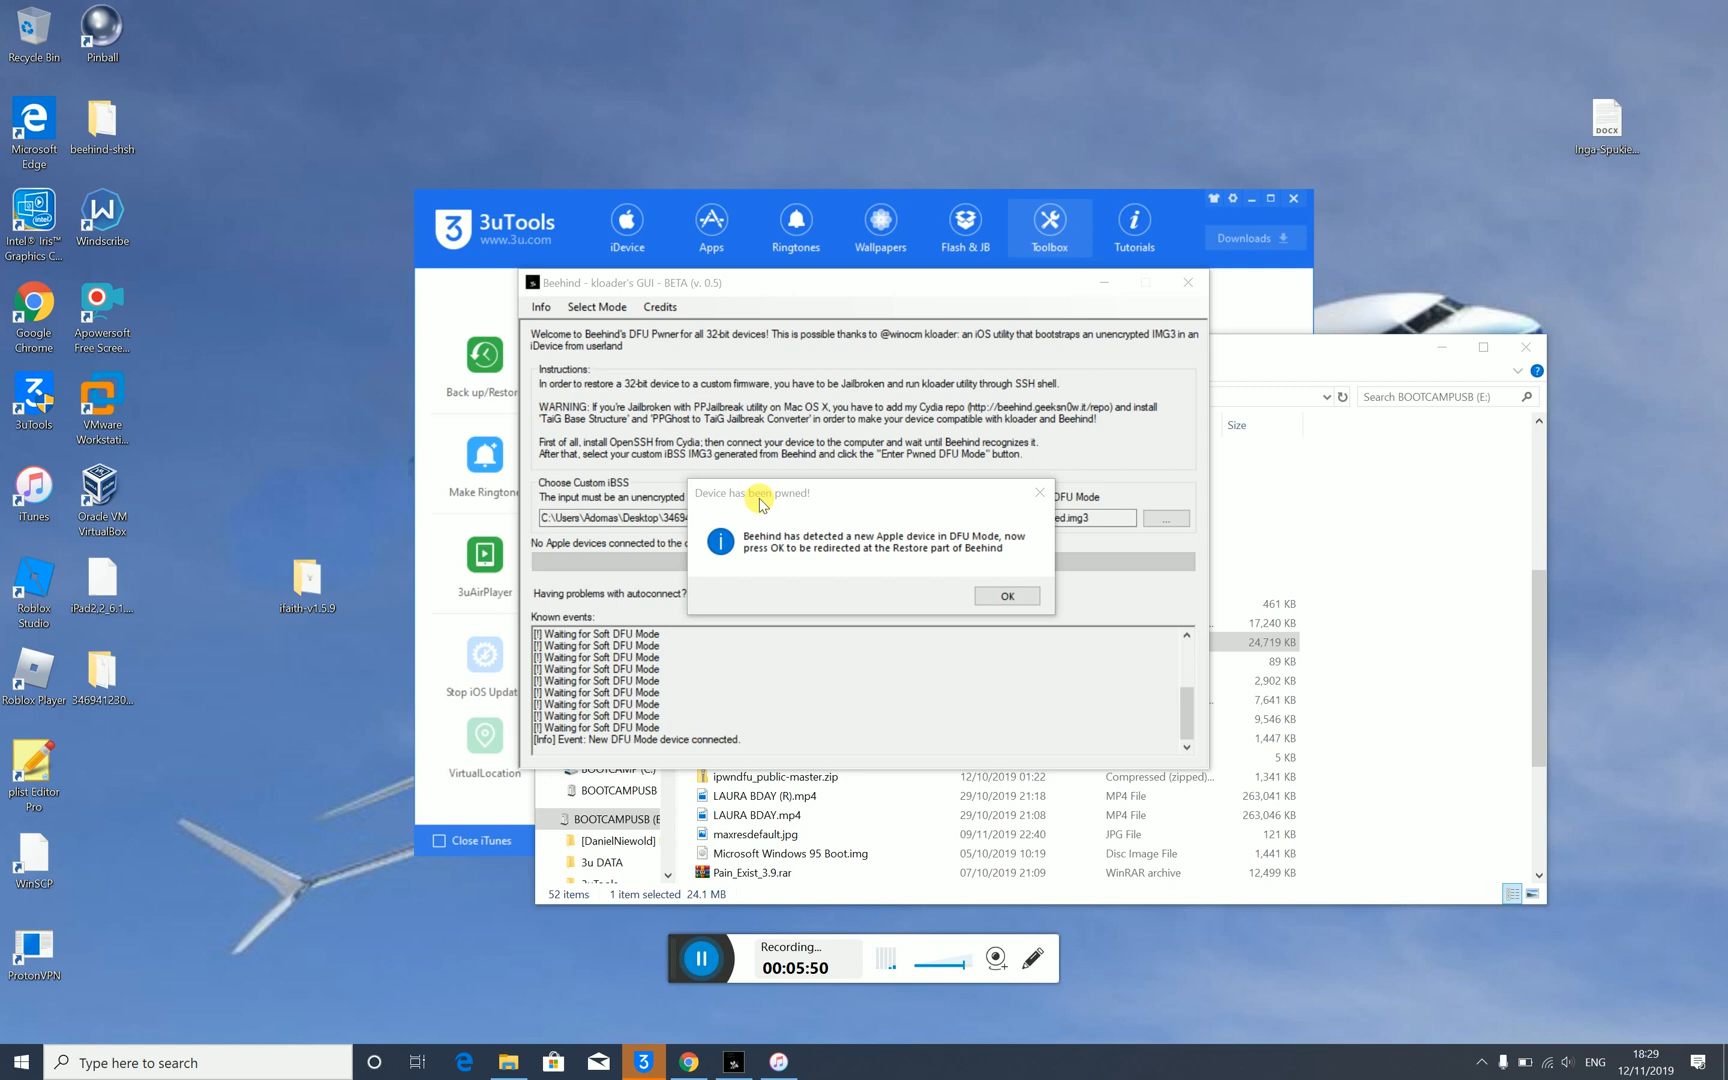 Recycle Bin
Pinball
Microsoft
Edge
beehind-shsh
Intel® Iris™
Graphics C...
Windscribe
Google
Chrome
Apowersoft
Free Scree...
3uTools
VMware
Workstati...
iTunes
Oracle VM
VirtualBox
Roblox
Studio
iPad2,2_6.1....
Roblox Player
346941230...
plist Editor
Pro
WinSCP
ProtonVPN
ifaith-v1.5.9
DOCX
Inga-Spukie...
3uTools
www.3u.com
iDevice
Apps
Ringtones
Wallpapers
Flash & JB
Toolbox
Tutorials
Downloads
Back up/Restor
Make Ringtone
3uAirPlayer
Stop iOS Updat
VirtualLocation
Close iTunes
Beehind - kloader's GUI - BETA (v. 0.5)
Info
Select Mode
Credits
Welcome to Beehind's DFU Pwner for all 32-bit devices! This is possible thanks to @winocm kloader: an iOS utility that bootstraps an unencrypted IMG3 in an
iDevice from userland
Instructions:
In order to restore a 32-bit device to a custom firmware, you have to be Jailbroken and run kloader utility through SSH shell.
WARNING: If you're Jailbroken with PPJailbreak utility on Mac OS X, you have to add my Cydia repo (http://beehind.geeksn0w.it/repo) and install
'TaiG Base Structure' and 'PPGhost to TaiG Jailbreak Converter' in order to make your device compatible with kloader and Beehind!
First of all, install OpenSSH from Cydia; then connect your device to the computer and wait until Beehind recognizes it.
After that, select your custom iBSS IMG3 generated from Beehind and click the "Enter Pwned DFU Mode" button.
Choose Custom iBSS
The input must be an unencrypted
DFU Mode
C:\Users\Adomas\Desktop\34694
ed.img3
...
No Apple devices connected to the c
Having problems with autoconnect?
Known events:
[!] Waiting for Soft DFU Mode
[!] Waiting for Soft DFU Mode
[!] Waiting for Soft DFU Mode
[!] Waiting for Soft DFU Mode
[!] Waiting for Soft DFU Mode
[!] Waiting for Soft DFU Mode
[!] Waiting for Soft DFU Mode
[!] Waiting for Soft DFU Mode
[!] Waiting for Soft DFU Mode
[Info] Event: New DFU Mode device connected.
Device has been pwned!
Beehind has detected a new Apple device in DFU Mode, now
press OK to be redirected at the Restore part of Beehind
OK
Search BOOTCAMPUSB (E:)
Size
461 KB
17,240 KB
24,719 KB
89 KB
2,902 KB
7,641 KB
9,546 KB
1,447 KB
5 KB
BOOTCAMP (C:)
BOOTCAMPUSB
BOOTCAMPUSB (E
[DanielNiewold]
3u DATA
ipwndfu_public-master.zip 12/10/2019 01:22 Compressed (zipped)... 1,341 KB
LAURA BDAY (R).mp4 29/10/2019 21:18 MP4 File 263,041 KB
LAURA BDAY.mp4 29/10/2019 21:08 MP4 File 263,046 KB
maxresdefault.jpg 09/11/2019 22:40 JPG File 121 KB
Microsoft Windows 95 Boot.img 05/10/2019 10:19 Disc Image File 1,441 KB
Pain_Exist_3.9.rar 07/10/2019 21:09 WinRAR archive 12,499 KB
52 items 1 item selected 24.1 MB
Recording...
00:05:50
Type here to search
ENG
18:29
12/11/2019